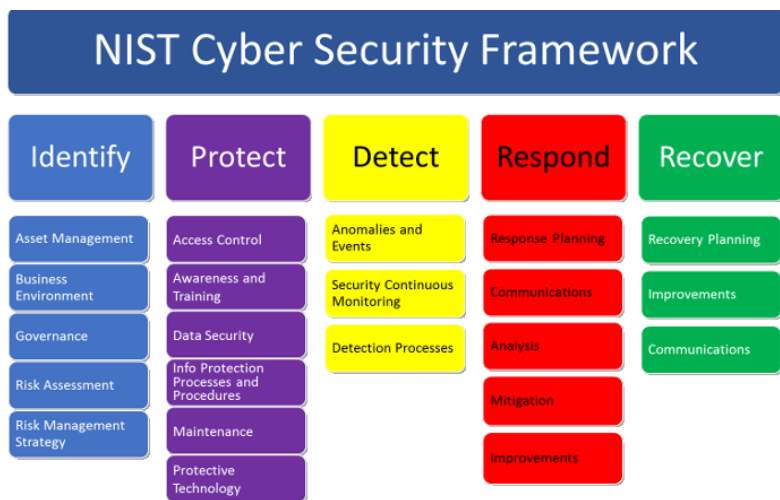 NIST Cyber Security Framework
Identify
Protect
Detect
Respond
Recover
Asset Management
Business
Environment
Governance
Risk Assessment
Risk Management
Strategy
Access Control
Awareness and
Training
Data Security
Info Protection
Processes and
Procedures
Maintenance
Protective
Technology
Anomalies and
Events
Security Continuous
Monitoring
Detection Processes
Response Planning
Communications
Analysis
Mitigation
Improvements
Recovery Planning
Improvements
Communications